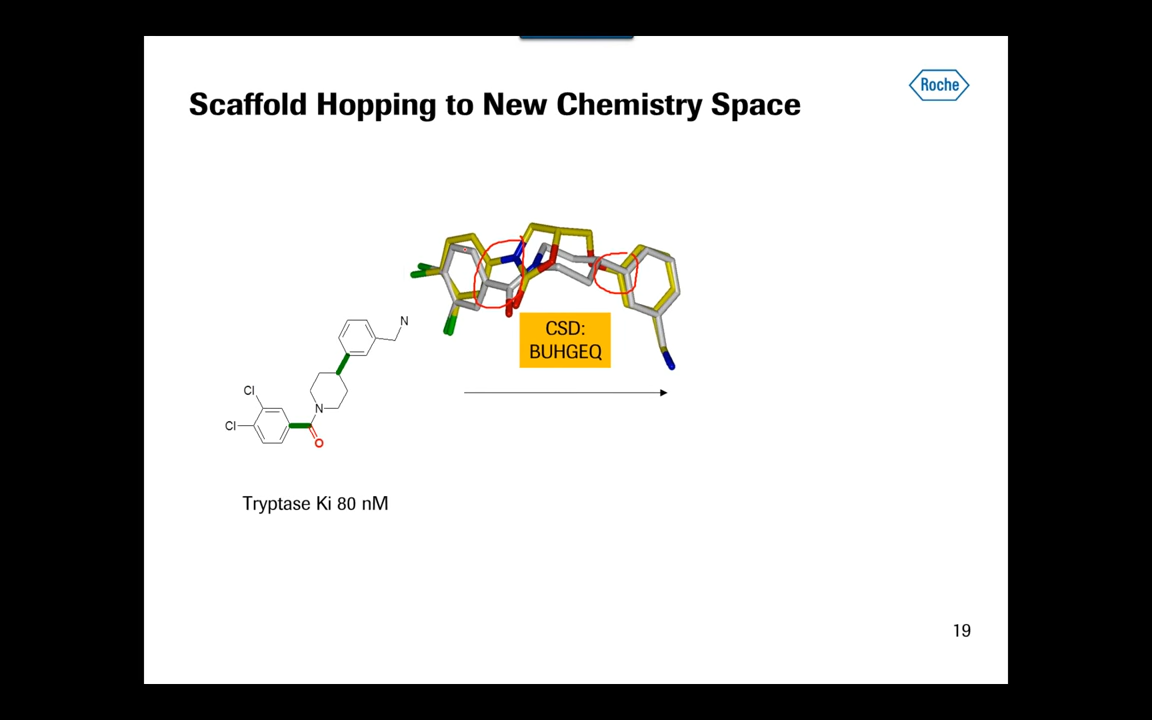 Roche
Scaffold Hopping to New Chemistry Space
CSD:
BUHGEQ
N
Cl
N
Cl
O
Tryptase Ki 80 nM
19